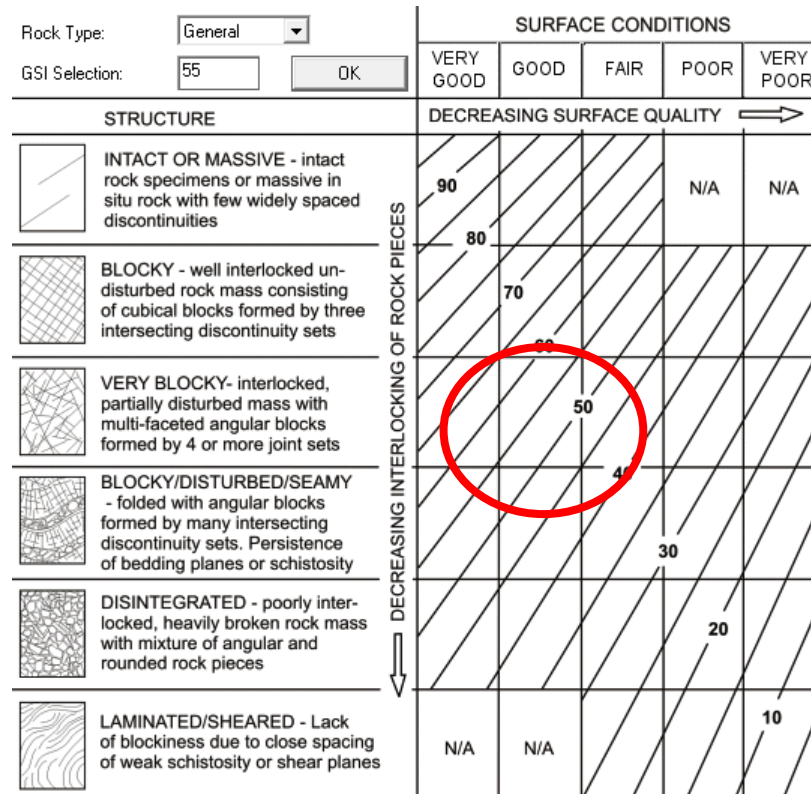 Rock Type: General
GSI Selection: 55 OK
SURFACE CONDITIONS
VERY GOOD
GOOD
FAIR
POOR
VERY POOR
STRUCTURE
DECREASING SURFACE QUALITY
DECREASING INTERLOCKING OF ROCK PIECES
INTACT OR MASSIVE - intact
rock specimens or massive in
situ rock with few widely spaced
discontinuities
90
80
N/A
N/A
BLOCKY - well interlocked un-
disturbed rock mass consisting
of cubical blocks formed by three
intersecting discontinuity sets
70
60
VERY BLOCKY- interlocked,
partially disturbed mass with
multi-faceted angular blocks
formed by 4 or more joint sets
50
40
BLOCKY/DISTURBED/SEAMY
- folded with angular blocks
formed by many intersecting
discontinuity sets. Persistence
of bedding planes or schistosity
30
DISINTEGRATED - poorly inter-
locked, heavily broken rock mass
with mixture of angular and
rounded rock pieces
20
LAMINATED/SHEARED - Lack
of blockiness due to close spacing
of weak schistosity or shear planes
N/A
N/A
10